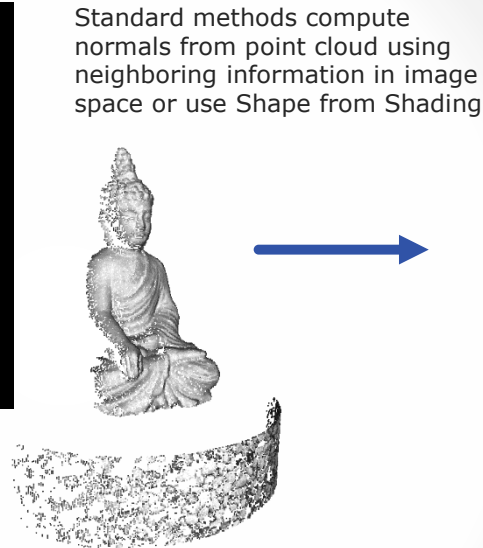 Standard methods compute
normals from point cloud using
neighboring information in image
space or use Shape from Shading